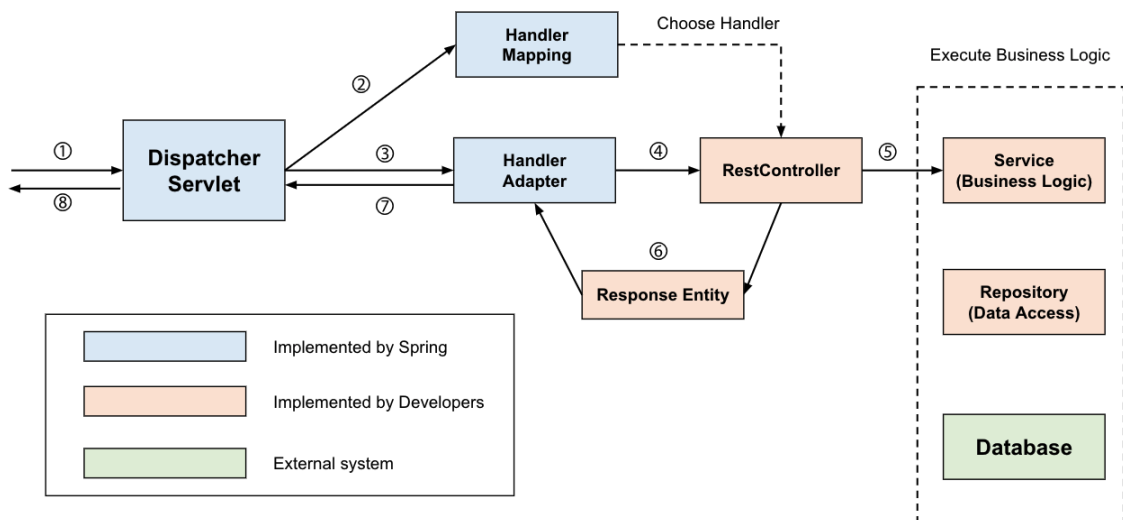 Choose Handler
Handler
Mapping
Execute Business Logic
②
①
Dispatcher
Servlet
⑧
③
⑦
Handler
Adapter
④
RestController
⑤
Service
(Business Logic)
⑥
Response Entity
Repository
(Data Access)
Database
Implemented by Spring
Implemented by Developers
External system